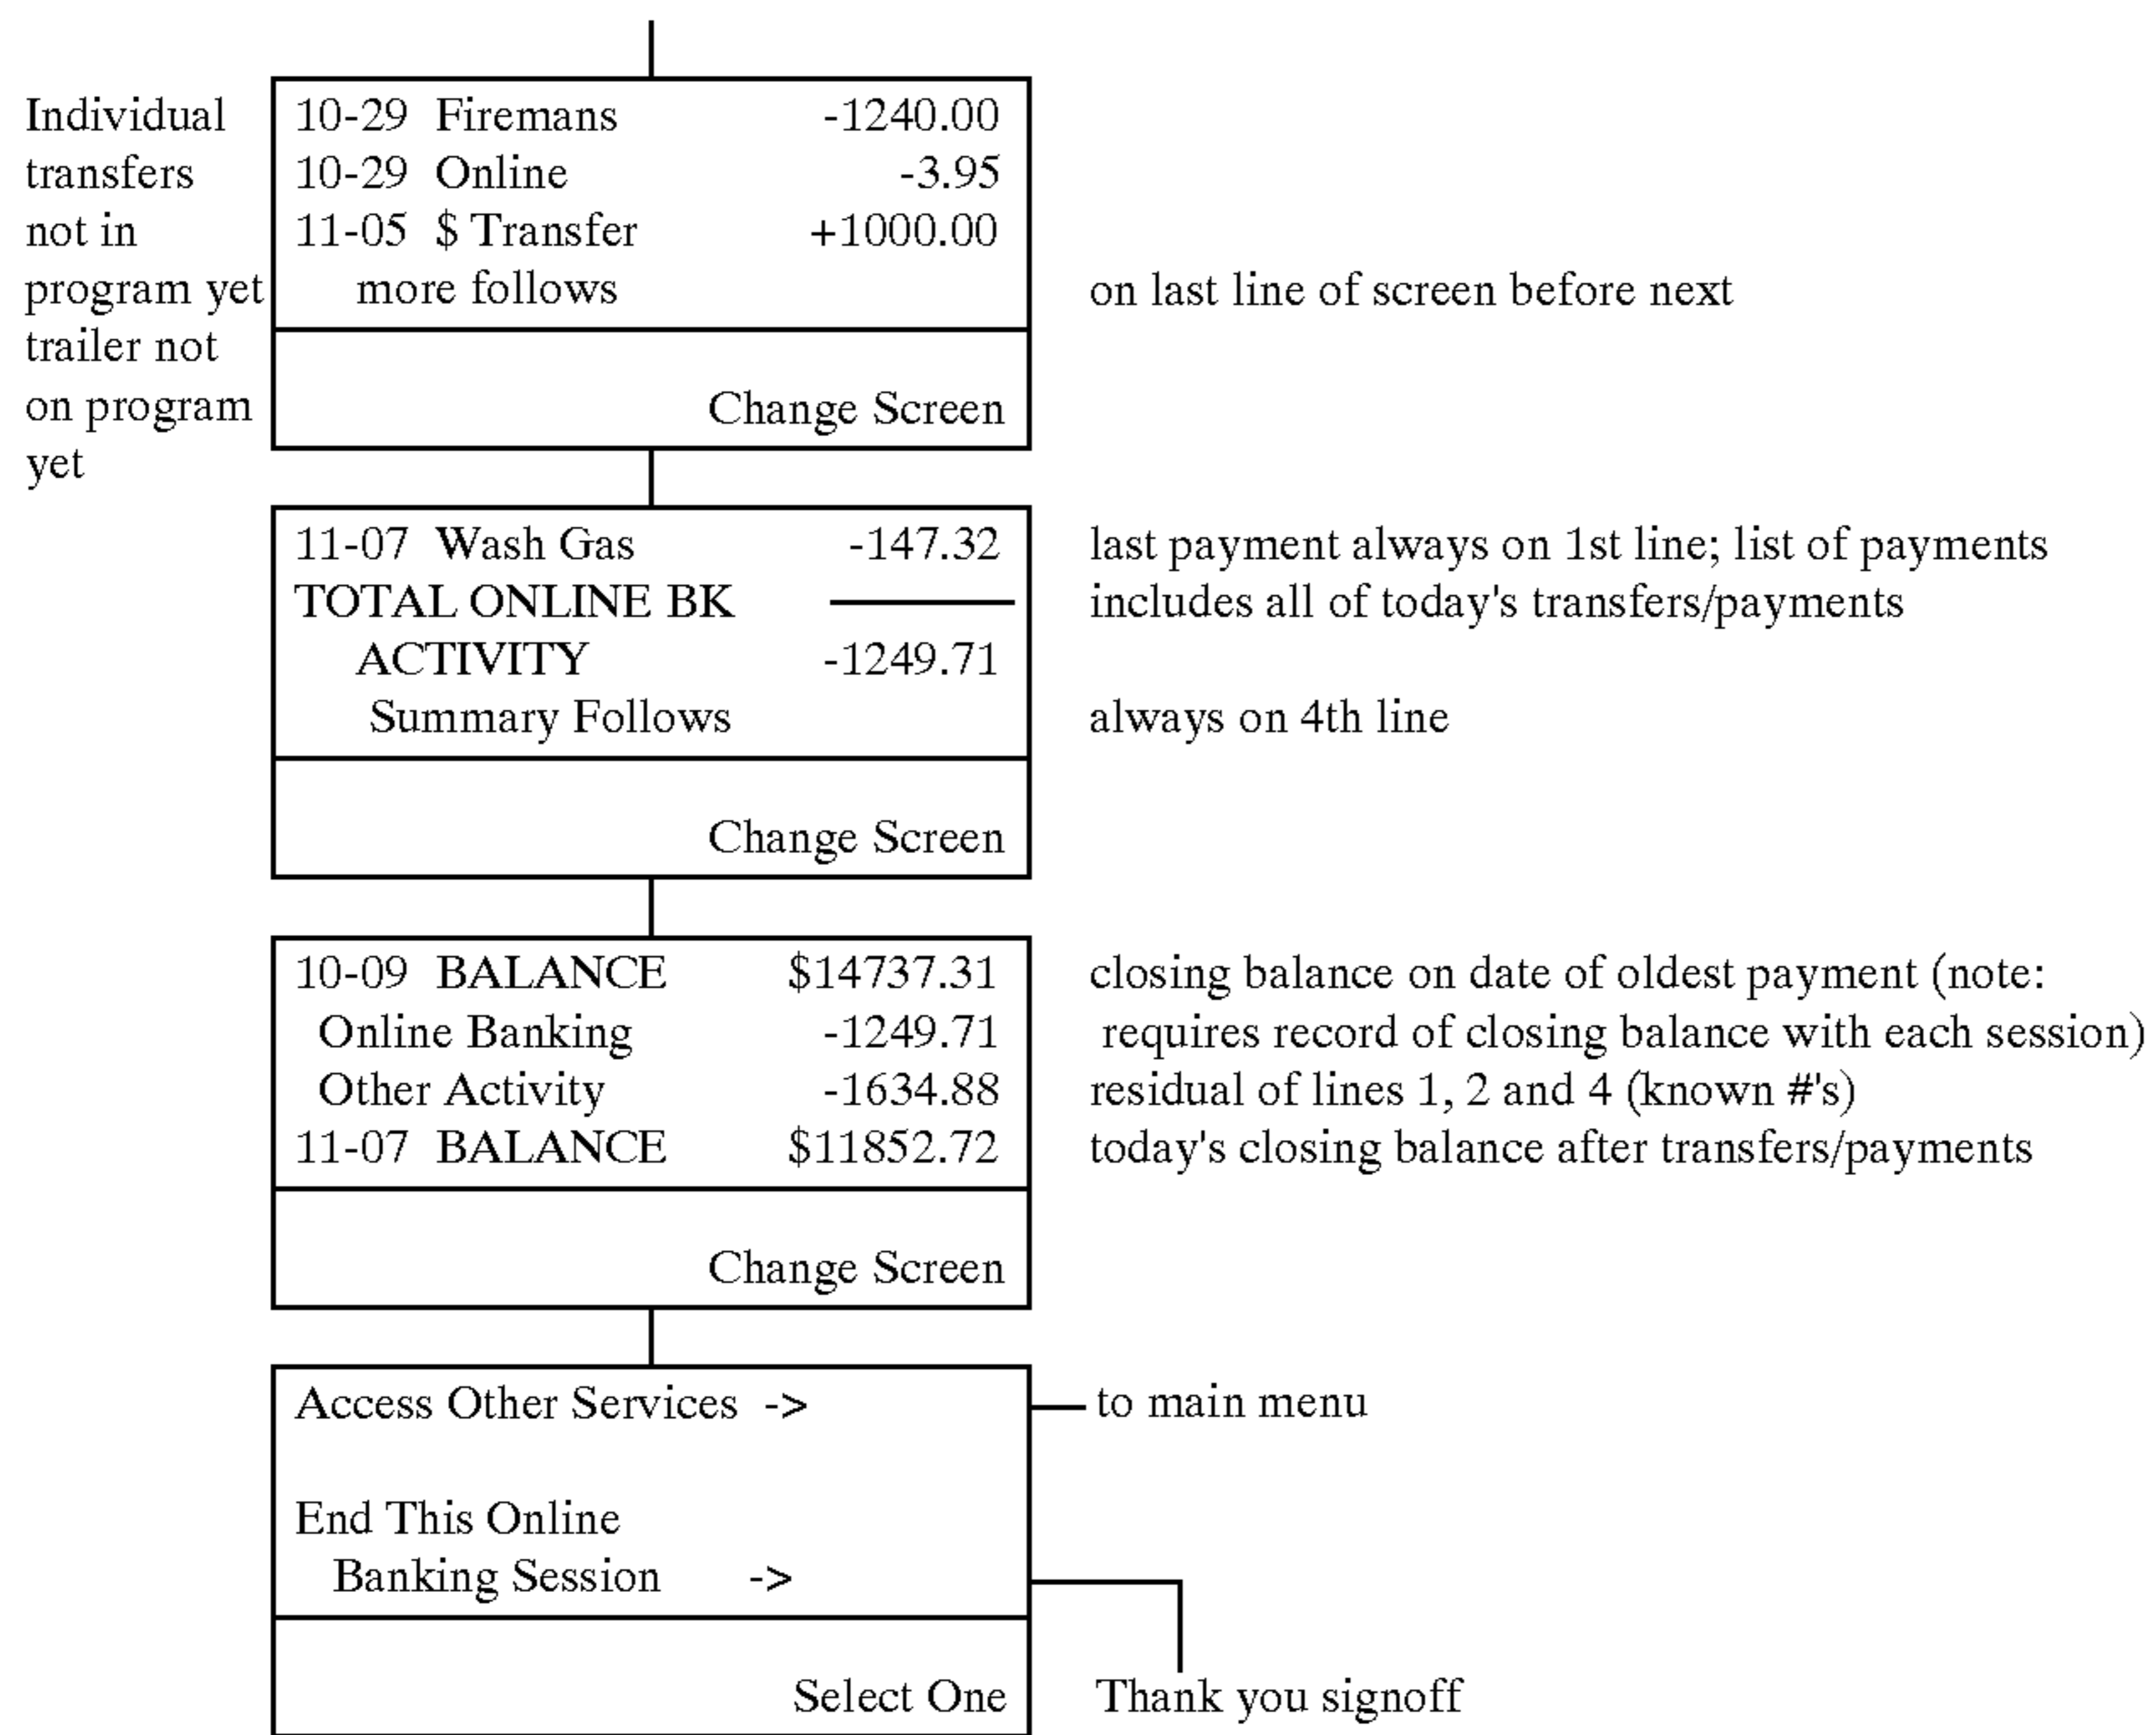 Individual
transfers
not in
program yet
trailer not
on program
yet
10-29 Firemans -1240.00
10-29 Online -3.95
11-05 $ Transfer +1000.00
more follows
on last line of screen before next
Change Screen
11-07 Wash Gas -147.32
TOTAL ONLINE BK
ACTIVITY -1249.71
Summary Follows
last payment always on 1st line; list of payments
includes all of today's transfers/payments
always on 4th line
Change Screen
10-09 BALANCE $14737.31
Online Banking -1249.71
Other Activity -1634.88
11-07 BALANCE $11852.72
closing balance on date of oldest payment (note:
requires record of closing balance with each session)
residual of lines 1, 2 and 4 (known #'s)
today's closing balance after transfers/payments
Change Screen
Access Other Services ->
to main menu
End This Online
Banking Session ->
Select One
Thank you signoff